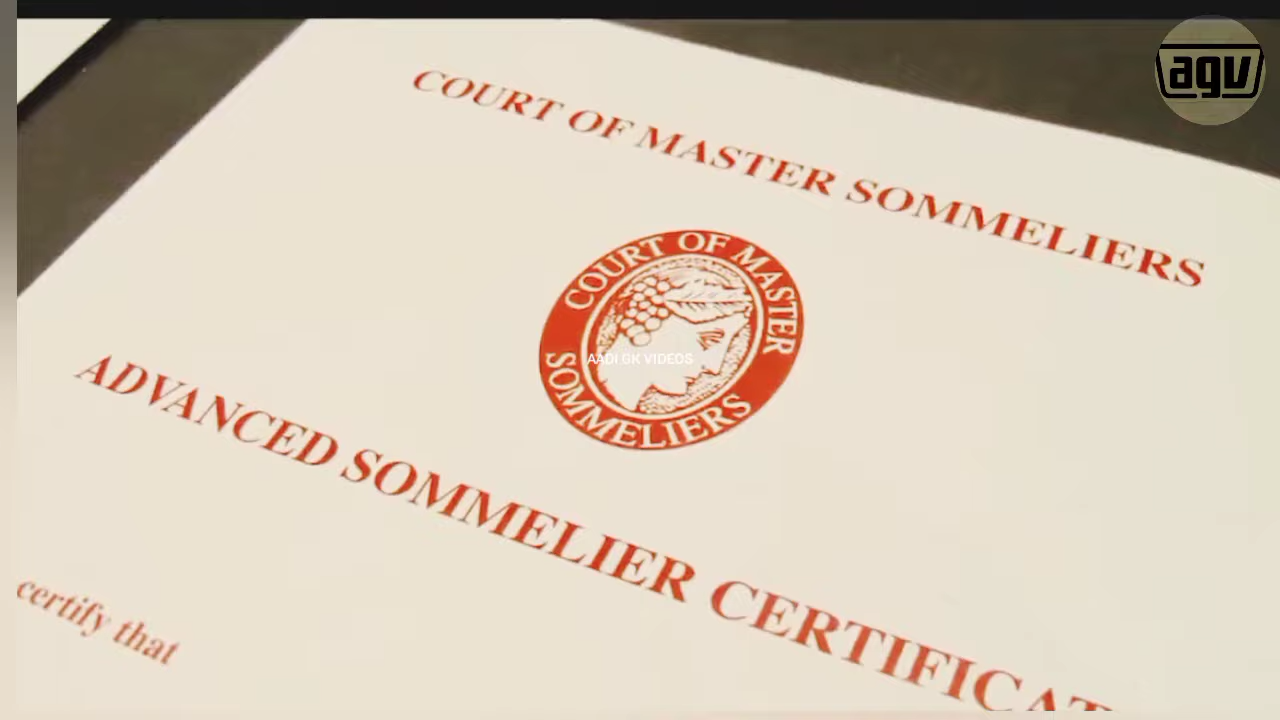 agv
COURT OF MASTER SOMMELIERS
COURT OF MASTER
SOMMELIERS
AADI GK VIDEOS
ADVANCED SOMMELIER CERTIFICAT
certify that